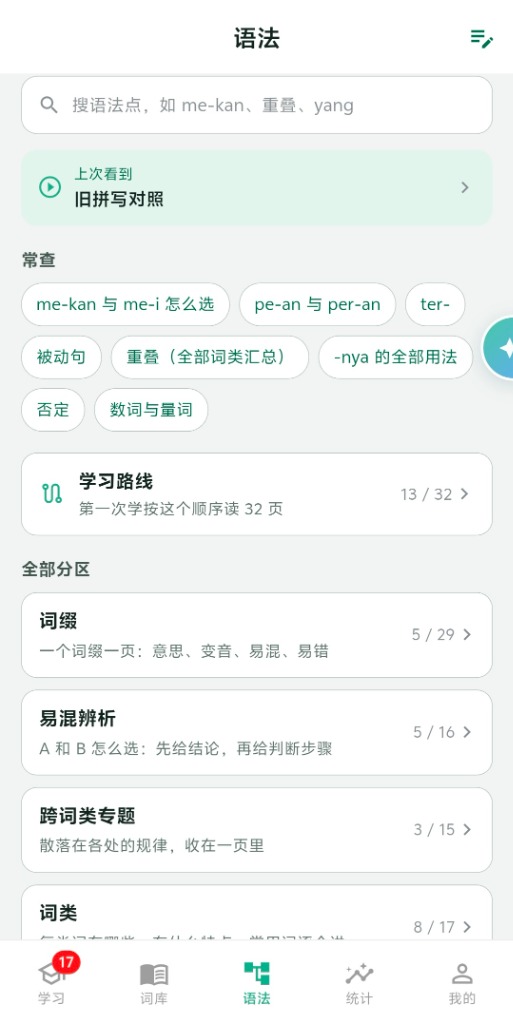 语法
搜语法点，如 me-kan、重叠、yang
上次看到
旧拼写对照
常查
me-kan 与 me-i 怎么选
pe-an 与 per-an
ter-
被动句
重叠（全部词类汇总）
-nya 的全部用法
否定
数词与量词
学习路线
第一次学按这个顺序读 32 页
13 / 32
全部分区
词缀
一个词缀一页：意思、变音、易混、易错
5 / 29
易混辨析
A 和 B 怎么选：先给结论，再给判断步骤
5 / 16
跨词类专题
散落在各处的规律，收在一页里
3 / 15
词类
8 / 17
17
学习
词库
语法
统计
我的